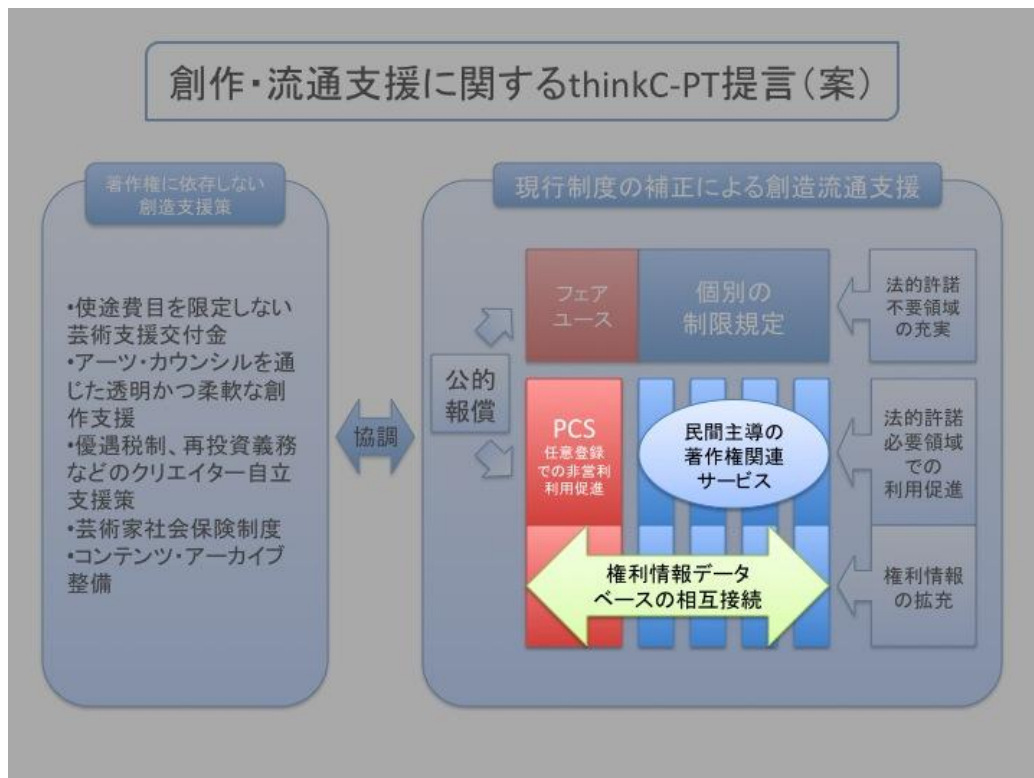 創作・流通支援に関するthinkC-PT提言（案）
著作権に依存しない
創造支援策
•使途費目を限定しない
芸術支援交付金
•アーツ・カウンシルを通
じた透明かつ柔軟な創
作支援
•優遇税制、再投資義務
などのクリエイター自立
支援策
•芸術家社会保険制度
•コンテンツ・アーカイブ
整備
協調
現行制度の補正による創造流通支援
公的
報償
フェア
ユース
個別の
制限規定
法的許諾
不要領域
の充実
PCS
任意登録
での非営利
利用促進
民間主導の
著作権関連
サービス
法的許諾
必要領域
での
利用促進
権利情報データ
ベースの相互接続
権利情報
の拡充